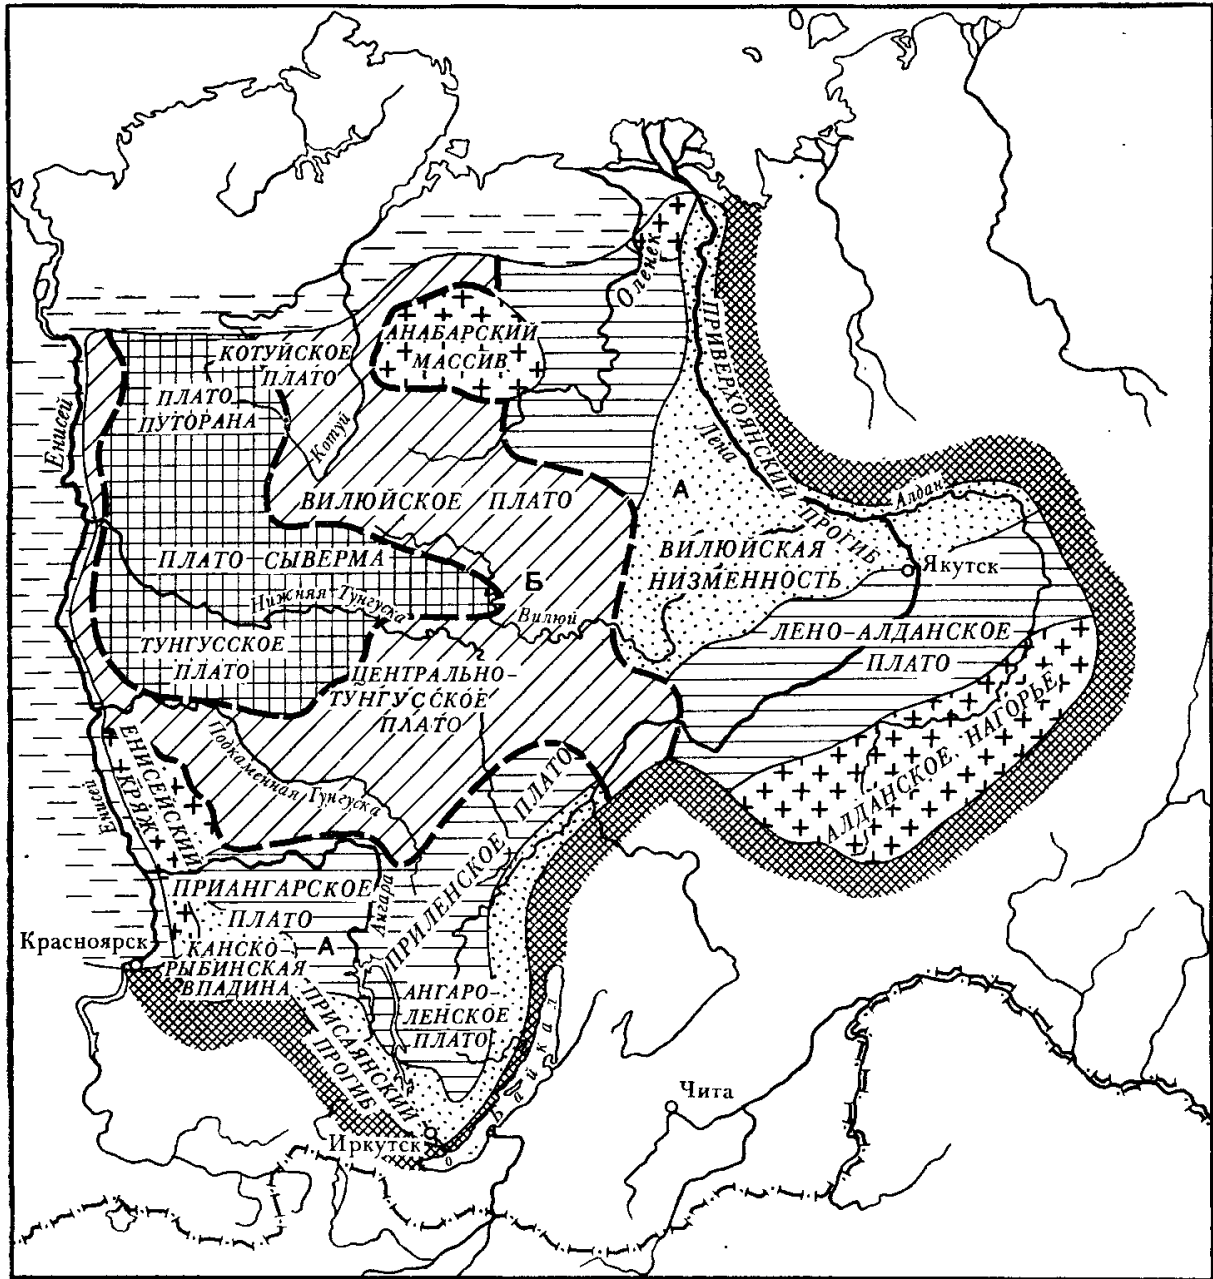 Оленек
АНАБАРСКИЙ
МАССИВ
КОТУЙСКОЕ
ПЛАТО
ПЛАТО
ПУТОРАНА
Енисей
Котуй
ПРИВЕРХОЯНСКИЙ
ПРОГИБ
Лена
Алдан
А
ВИЛЮЙСКОЕ ПЛАТО
ВИЛЮЙСКАЯ
НИЗМЕННОСТЬ
Якутск
ПЛАТО СЫВЕРМА
Б
Нижняя Тунгуска
Вилюй
ТУНГУССКОЕ
ПЛАТО
ЛЕНО-АЛДАНСКОЕ
ПЛАТО
ЦЕНТРАЛЬНО-
ТУНГУССКОЕ
ПЛАТО
ЕНИСЕЙСКИЙ
КРЯЖ
Подкаменная Тунгуска
Енисей
АЛДАНСКОЕ НАГОРЬЕ
ПРИЛЕНСКОЕ ПЛАТО
ПРИАНГАРСКОЕ
ПЛАТО
Ангара
Красноярск
КАНСКО-
РЫБИНСКАЯ
ВПАДИНА
А
АНГАРО-
ЛЕНСКОЕ
ПЛАТО
ПРИСАЯНСКИЙ
ПРОГИБ
о. Байкал
Чита
Иркутск